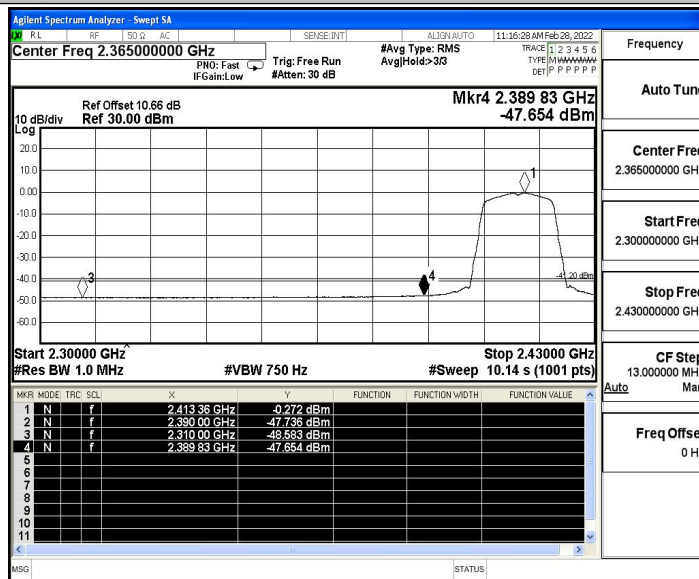 Agilent Spectrum Analyzer - Swept SA
LXI RL RF 50 Ω AC SENSE:INT ALIGN AUTO 11:16:28 AM Feb 28, 2022
Center Freq 2.365000000 GHz
PNO: Fast
IFGain:Low
Trig: Free Run
#Atten: 30 dB
#Avg Type: RMS
Avg|Hold:>3/3
TRACE 1 2 3 4 5 6
TYPE M
DET P P P P P P
Frequency
Auto Tune
Center Freq
2.365000000 GH
Start Freq
2.300000000 GH
Stop Freq
2.430000000 GH
CF Step
13.000000 MH
Auto Man
Freq Offset
0 H
Mkr4 2.389 83 GHz
-47.654 dBm
Ref Offset 10.66 dB
10 dB/div Ref 30.00 dBm
Log
20.0
10.0
0.00
-10.0
-20.0
-30.0
-40.0
-50.0
-60.0
1
3
4
-41.20 dBm
Start 2.30000 GHz Stop 2.43000 GHz
#Res BW 1.0 MHz #VBW 750 Hz #Sweep 10.14 s (1001 pts)
MKR MODE TRC SCL X Y FUNCTION FUNCTION WIDTH FUNCTION VALUE
1 N f 2.413 36 GHz -0.272 dBm
2 N f 2.390 00 GHz -47.736 dBm
3 N f 2.310 00 GHz -48.583 dBm
4 N f 2.389 83 GHz -47.654 dBm
5
6
7
8
9
10
11
MSG STATUS